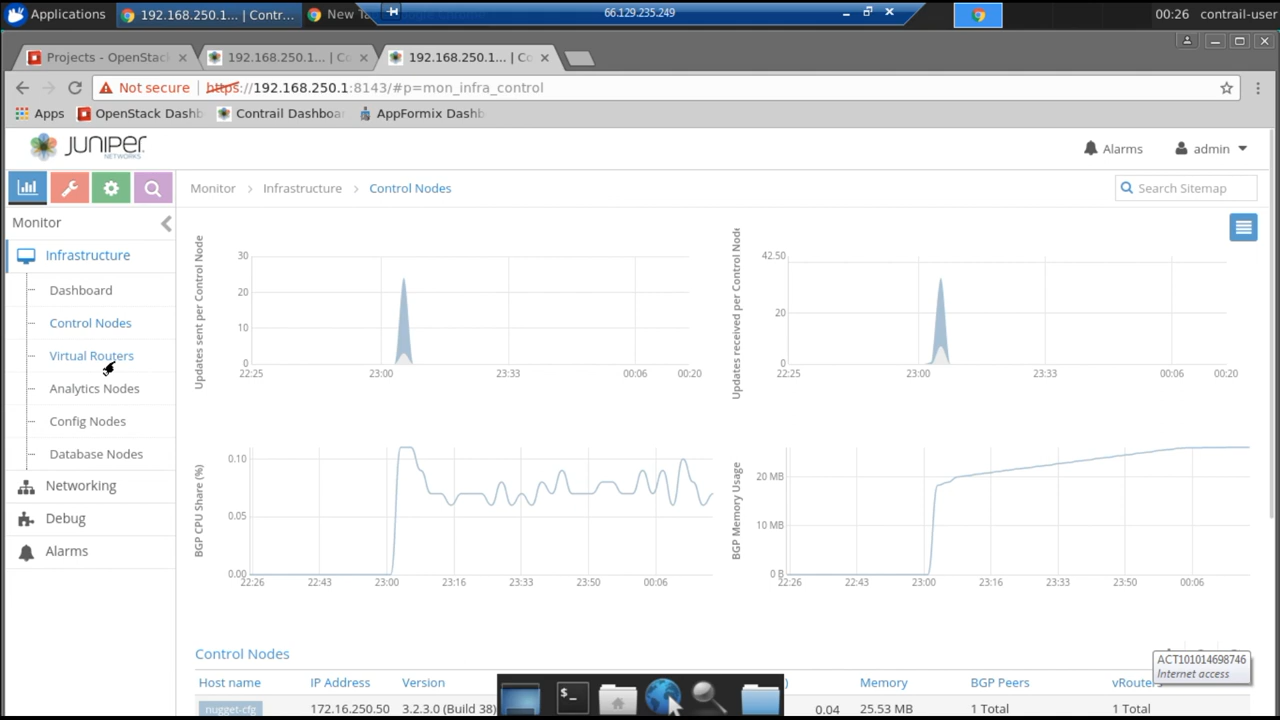 Applications
192.168.250.1... | Contr...
New Ta
66.129.235.249
00:26
contrail-user
Projects - OpenStac
192.168.250.1... | Co
192.168.250.1... | Co
Not secure
https://192.168.250.1:8143/#p=mon_infra_control
Apps
OpenStack Dashb
Contrail Dashboa
AppFormix Dashb
JUNIPER
NETWORKS
Alarms
admin
Monitor
Infrastructure
Control Nodes
Search Sitemap
Monitor
Infrastructure
Dashboard
Control Nodes
Virtual Routers
Analytics Nodes
Config Nodes
Database Nodes
Networking
Debug
Alarms
Updates sent per Control Node
30
20
10
0
22:25
23:00
23:33
00:06
00:20
Updates received per Control Node
42.50
20
0
22:25
23:00
23:33
00:06
00:20
BGP CPU Share (%)
0.10
0.05
0.00
22:26
22:43
23:00
23:16
23:33
23:50
00:06
BGP Memory Usage
20 MB
10 MB
0 B
22:26
22:43
23:00
23:16
23:33
23:50
00:06
Control Nodes
ACT101014698746
Internet access
Host name
IP Address
Version
Memory
BGP Peers
vRouters
nugget-cfg
172.16.250.50
3.2.3.0 (Build 38)
0.04
25.53 MB
1 Total
1 Total